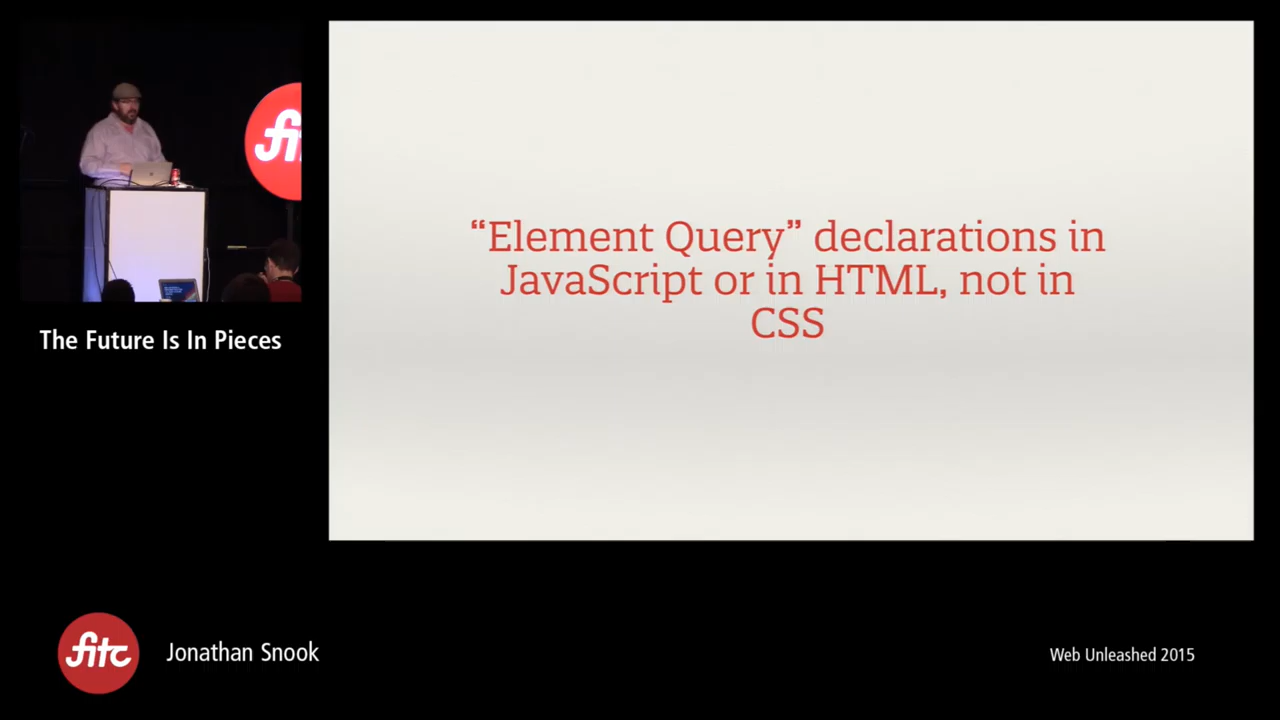 fi
The Future Is In Pieces
“Element Query” declarations in
JavaScript or in HTML, not in
CSS
fitc
Jonathan Snook
Web Unleashed 2015